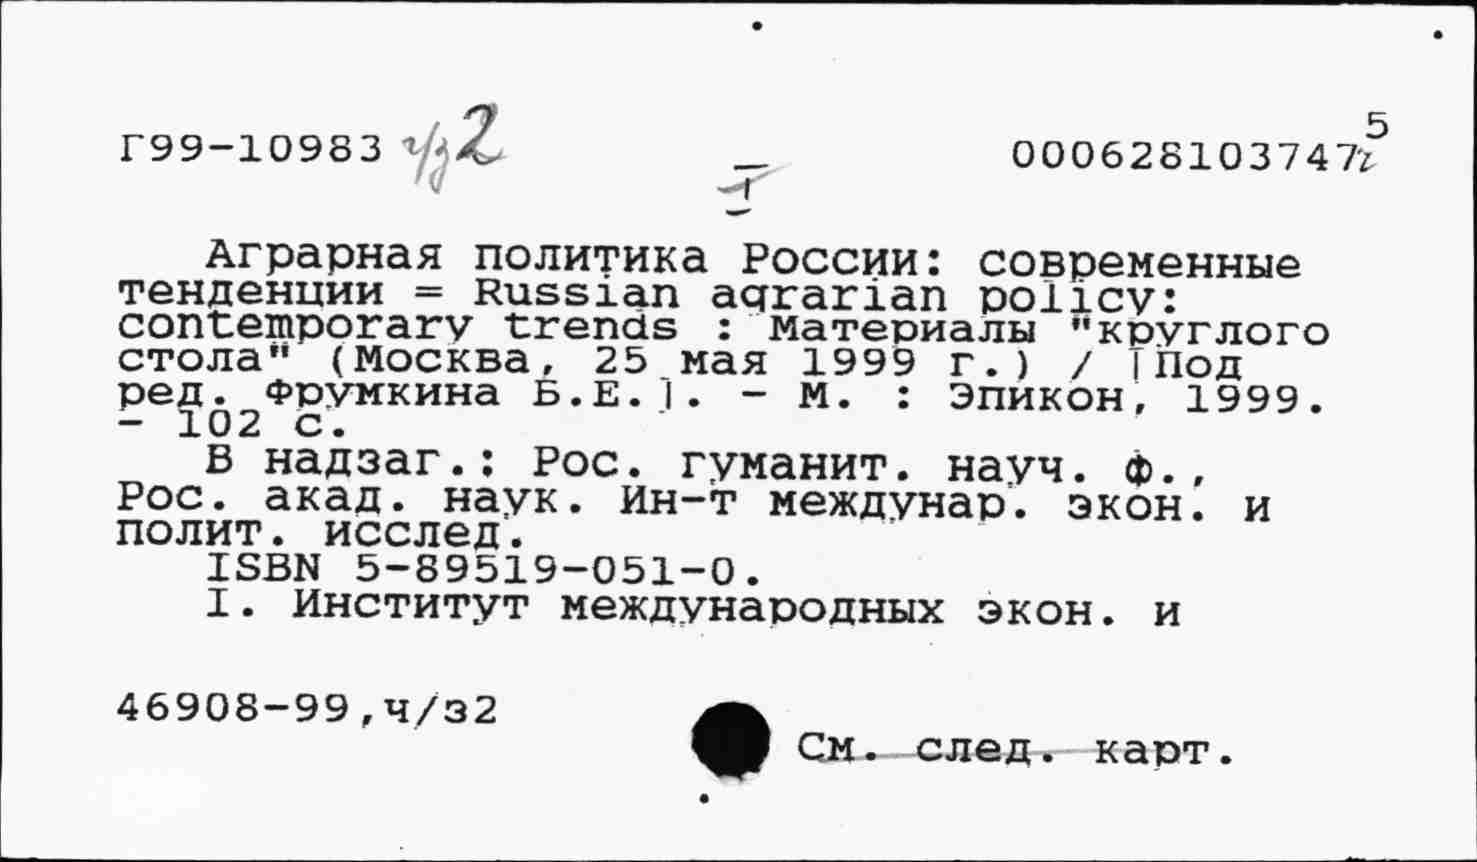 Г99-10983 ч/з 2
000628103747г 5
I
Аграрная политика России: современные
тенденции = Russian agrarian policy:
contemporary trends : Материалы "круглого
стола" (Москва, 25 мая 1999 г.) / [Под
ред. Фрумкина Б.Е.]. - М. : Эпикон, 1999.
- 102 с.
В надзаг.: Рос. гуманит. науч. ф.,
Рос. акад. наук. Ин-т междунар. экон. и
полит. исслед.
ISBN 5-89519-051-0.
I. Институт международных экон. и
46908-99,ч/з2
См. след. карт.